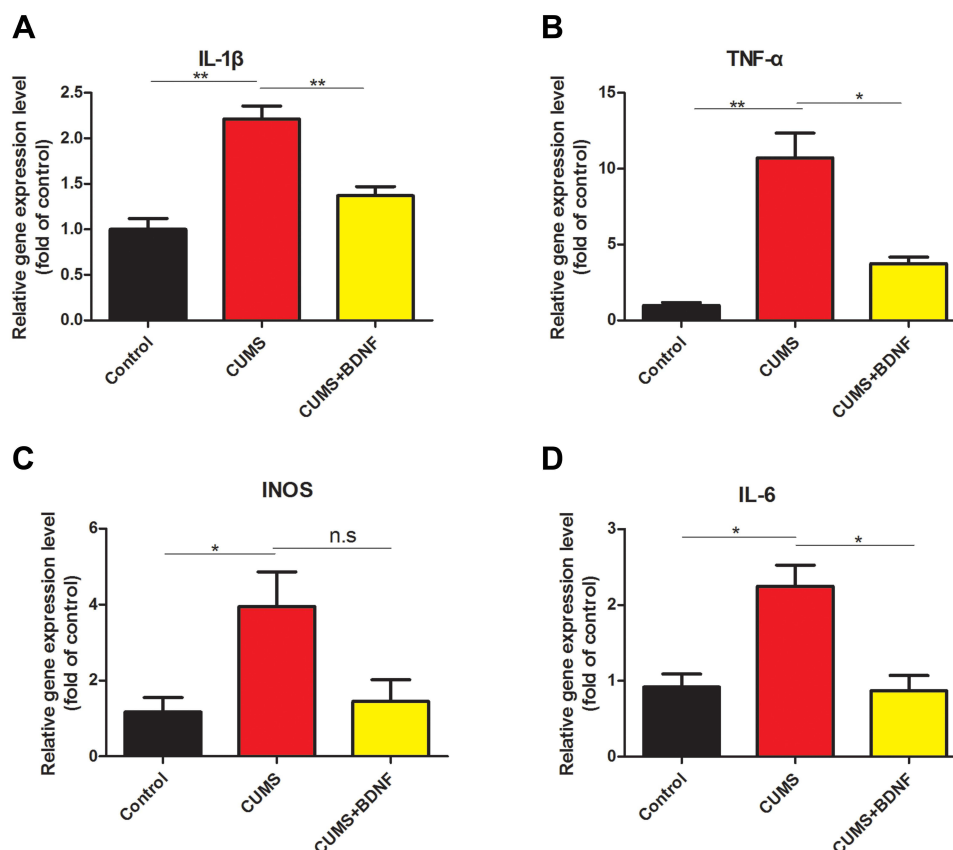 A
IL-1β
** **
Relative gene expression level
(fold of control)
2.5
2.0
1.5
1.0
0.5
0.0
Control
CUMS
CUMS+BDNF
B
TNF-α
** *
Relative gene expression level
(fold of control)
15
10
5
0
Control
CUMS
CUMS+BDNF
C
INOS
* n.s
Relative gene expression level
(fold of control)
6
4
2
0
Control
CUMS
CUMS+BDNF
D
IL-6
* *
Relative gene expression level
(fold of control)
3
2
1
0
Control
CUMS
CUMS+BDNF